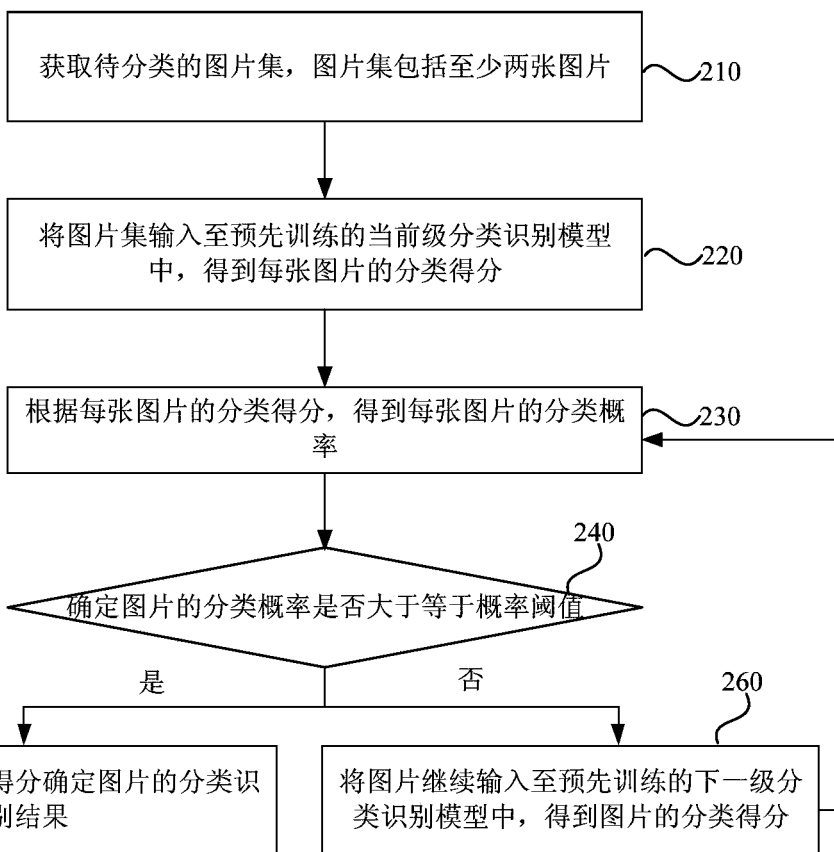 获取待分类的图片集，图片集包括至少两张图片
210
将图片集输入至预先训练的当前级分类识别模型
中，得到每张图片的分类得分
220
根据每张图片的分类得分，得到每张图片的分类概
率
230
240
确定图片的分类概率是否大于等于概率阈值
是
否
260
得分确定图片的分类识
别结果
将图片继续输入至预先训练的下一级分
类识别模型中，得到图片的分类得分